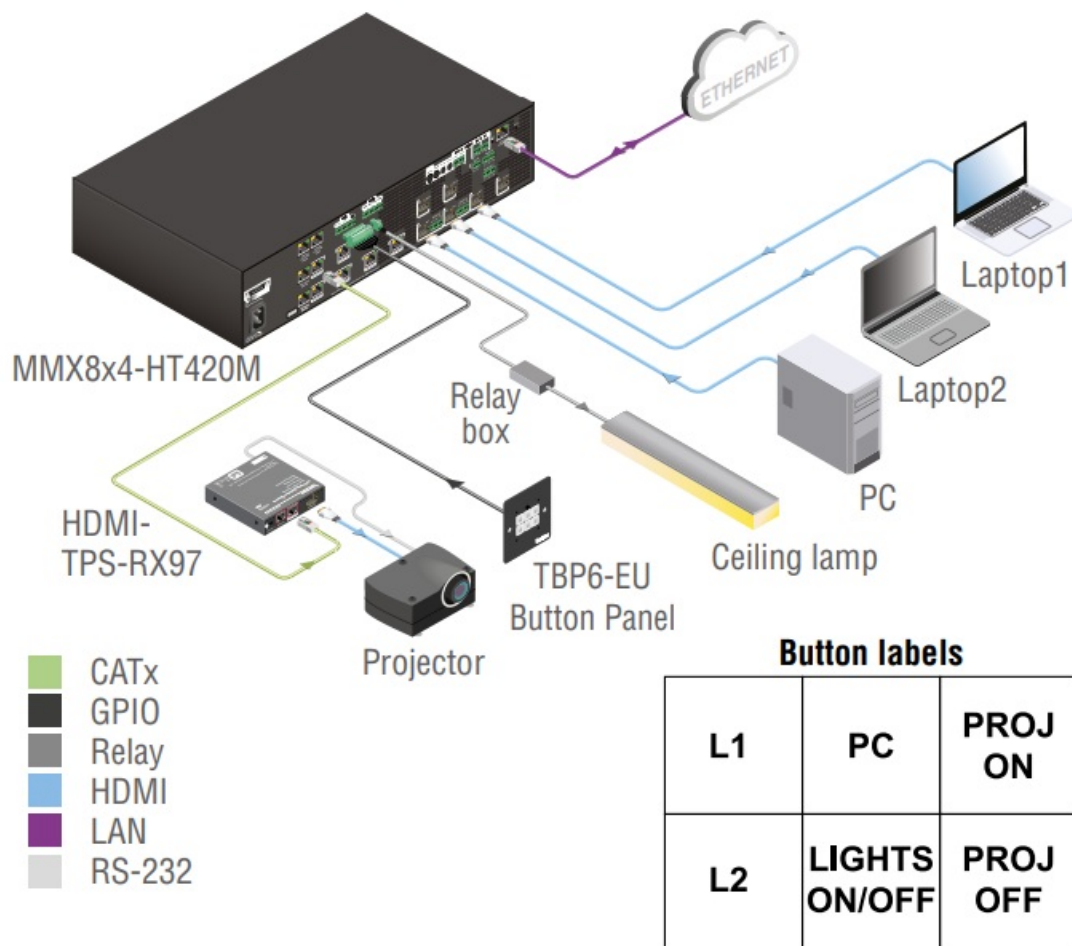 ETHERNET
Laptop1
MMX8x4-HT420M
Laptop2
Relay
box
PC
HDMI-
TPS-RX97
Ceiling lamp
TBP6-EU
Button Panel
Projector
CATx
GPIO
Relay
HDMI
LAN
RS-232
Button labels
L1 PC PROJ
ON
L2 LIGHTS
ON/OFF PROJ
OFF